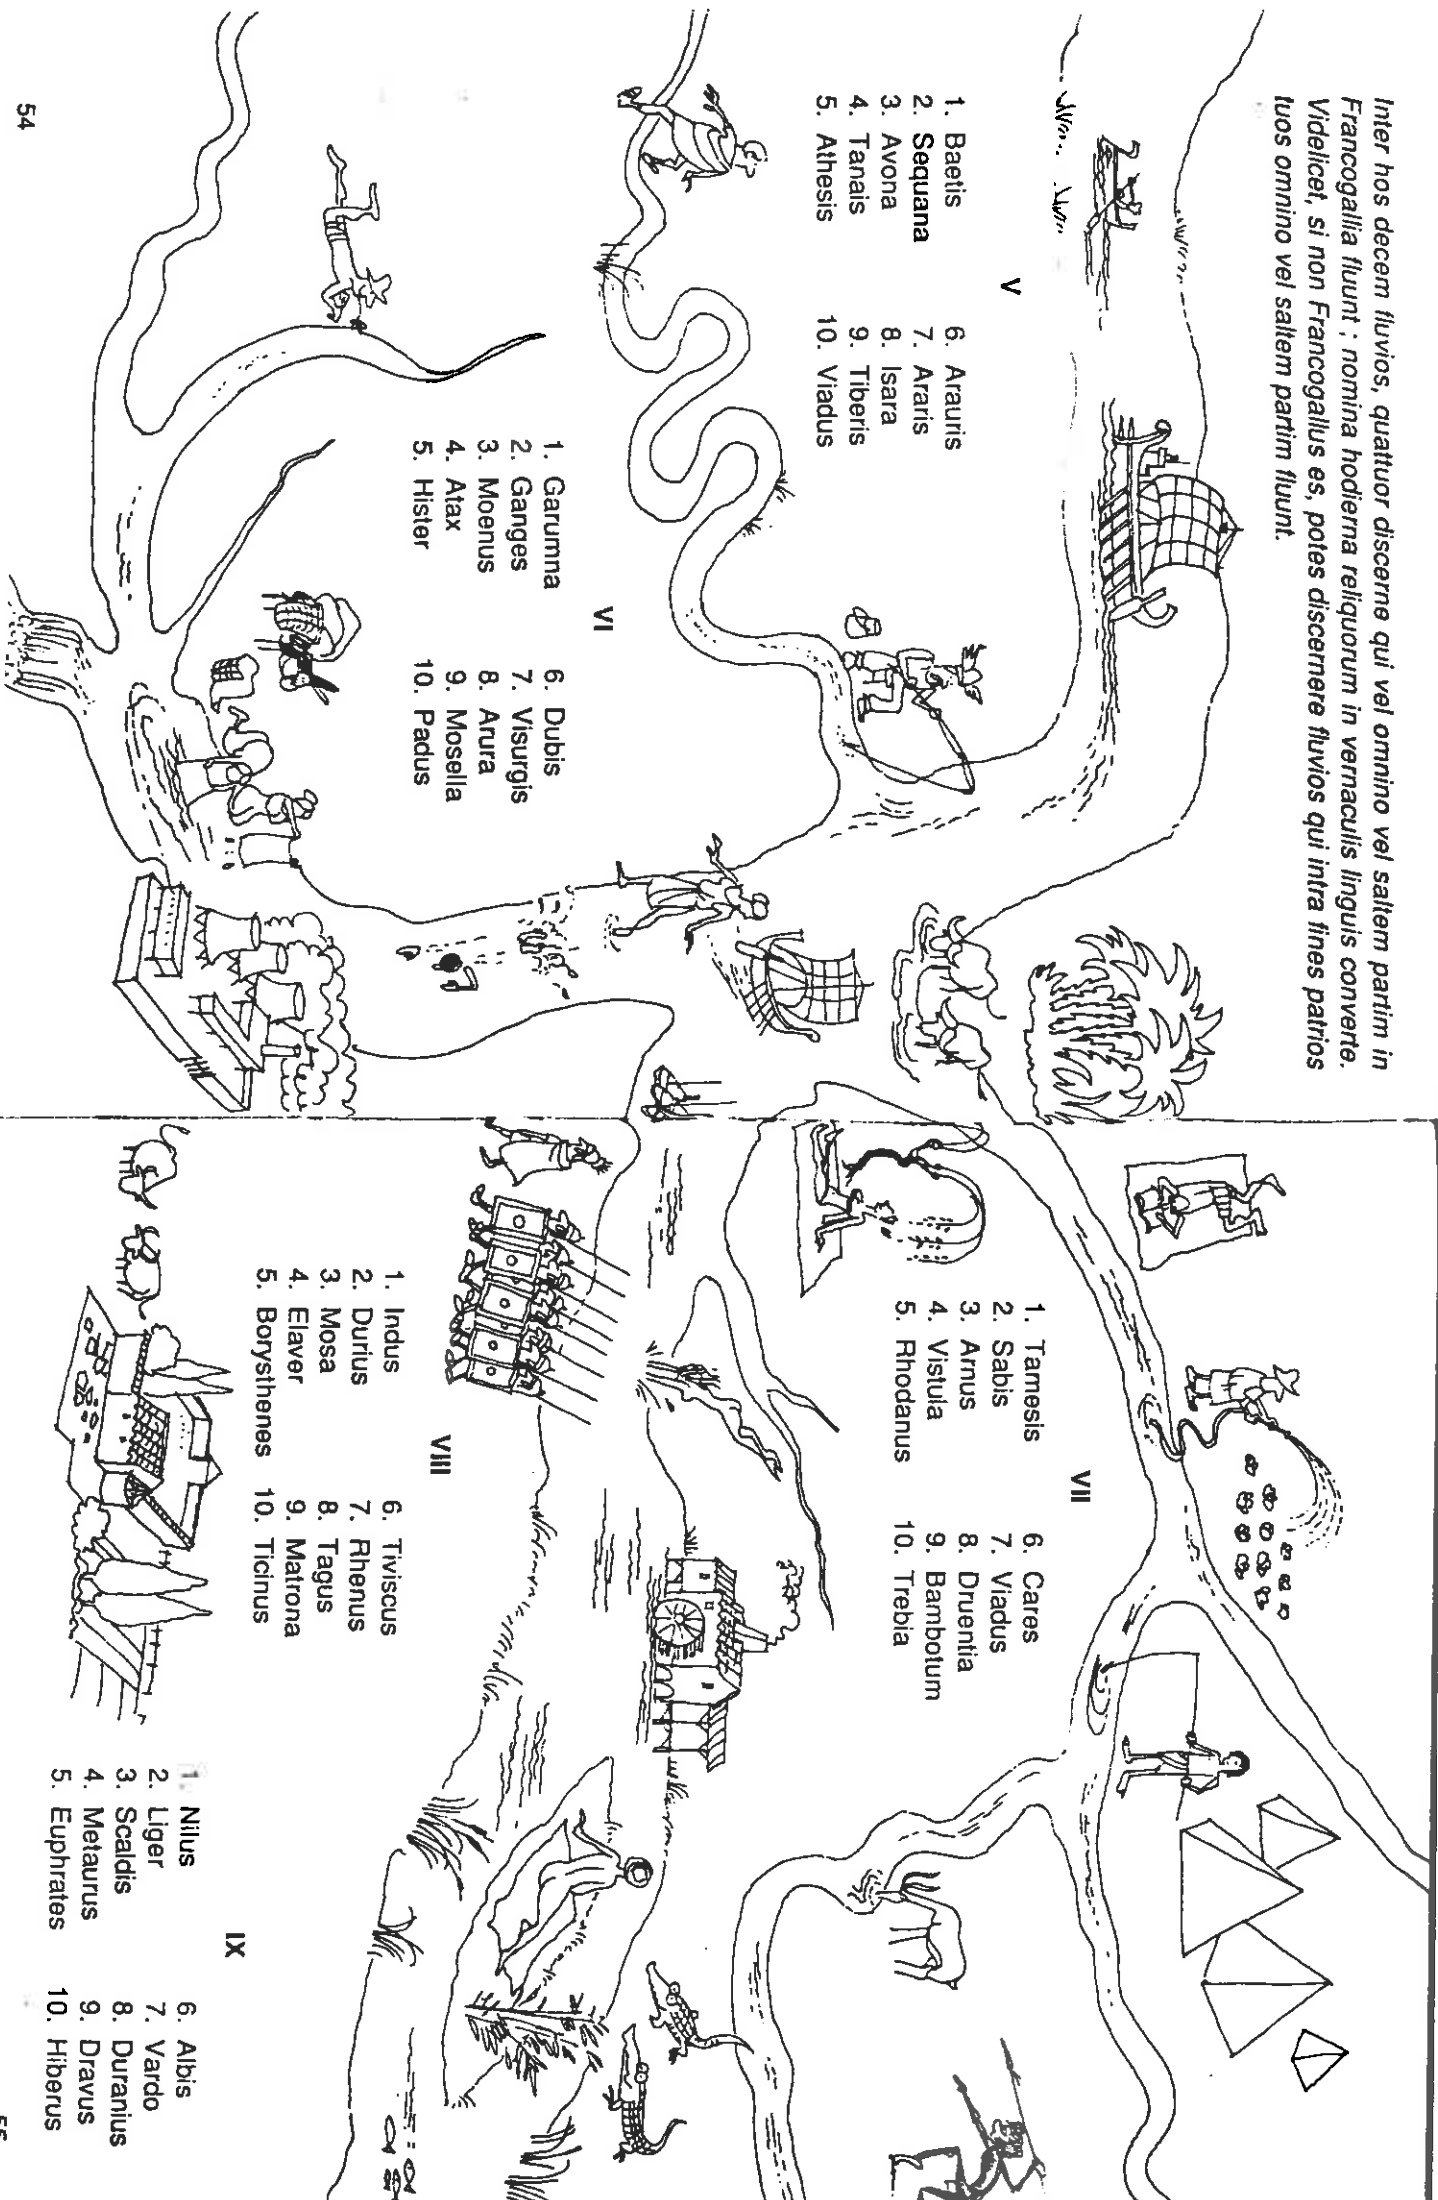 Inter hos decem fluvios, quattuor discerne qui vel omnino vel saltem partim in
Francogallia fluunt ; nomina hodierna reliquorum in vernaculis linguis converte.
Videlicet, si non Francogallus es, potes discernere fluvios qui intra fines patrios
tuos omnino vel saltem partim fluunt.
V
1. Baetis
2. Sequana
3. Avona
4. Tanais
5. Athesis
6. Arauris
7. Araris
8. Isara
9. Tiberis
10. Viadus
VI
1. Garumna
2. Ganges
3. Moenus
4. Atax
5. Hister
6. Dubis
7. Visurgis
8. Arura
9. Mosella
10. Padus
54
VII
1. Tamesis
2. Sabis
3. Arnus
4. Vistula
5. Rhodanus
6. Cares
7. Viadus
8. Druentia
9. Bambotum
10. Trebia
VIII
1. Indus
2. Durius
3. Mosa
4. Elaver
5. Borysthenes
6. Tiviscus
7. Rhenus
8. Tagus
9. Matrona
10. Ticinus
IX
1. Nilus
2. Liger
3. Scaldis
4. Metaurus
5. Euphrates
6. Albis
7. Vardo
8. Duranius
9. Dravus
10. Hiberus